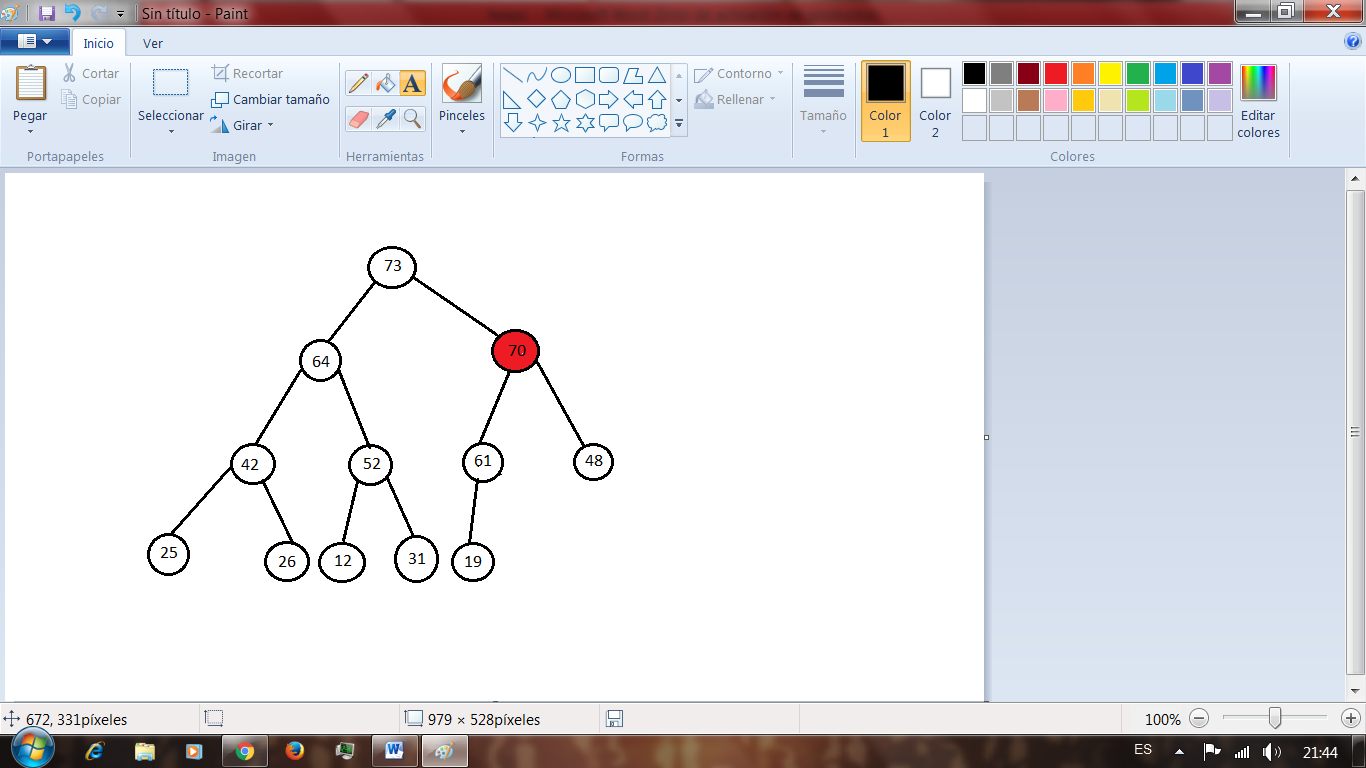 Sin título - Paint
Inicio Ver
Pegar
Cortar
Copiar
Portapapeles
Seleccionar
Recortar
Cambiar tamaño
Girar
Imagen
A
Herramientas
Pinceles
Contorno
Rellenar
Formas
Tamaño
Color
1
Color
2
Editar
colores
Colores
73
64 70
42 52 61 48
25 26 12 31 19
672, 331píxeles 979 × 528píxeles 100%
ES 21:44